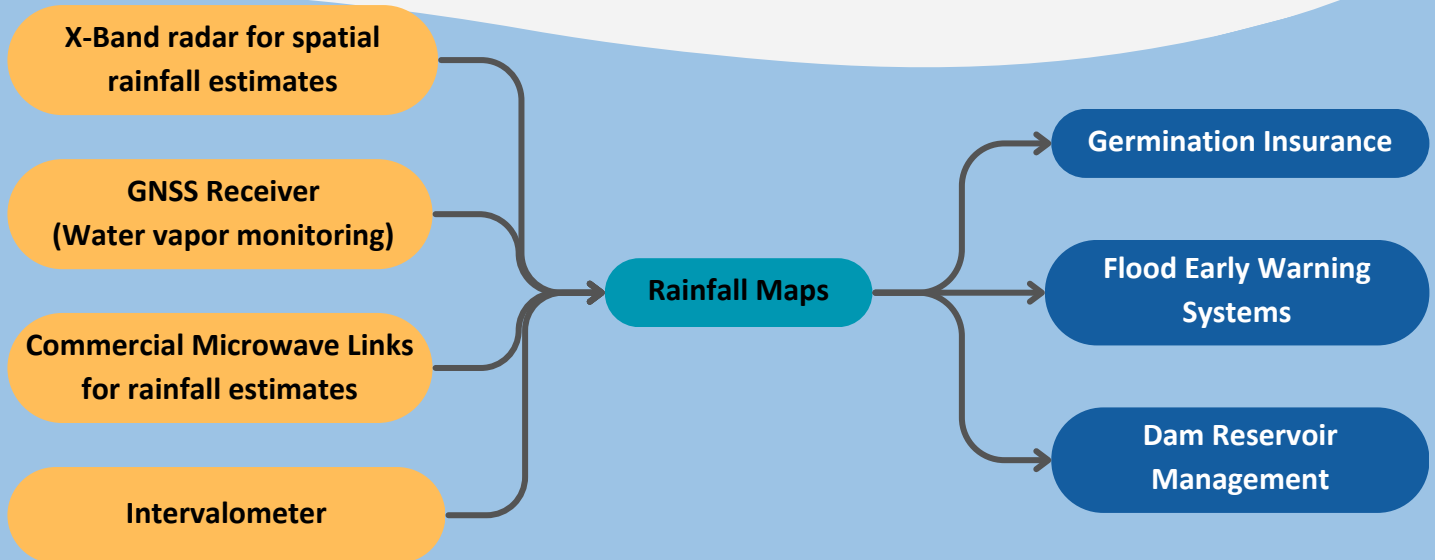 X-Band radar for spatial
rainfall estimates
GNSS Receiver
(Water vapor monitoring)
Commercial Microwave Links
for rainfall estimates
Intervalometer
Rainfall Maps
Germination Insurance
Flood Early Warning
Systems
Dam Reservoir
Management